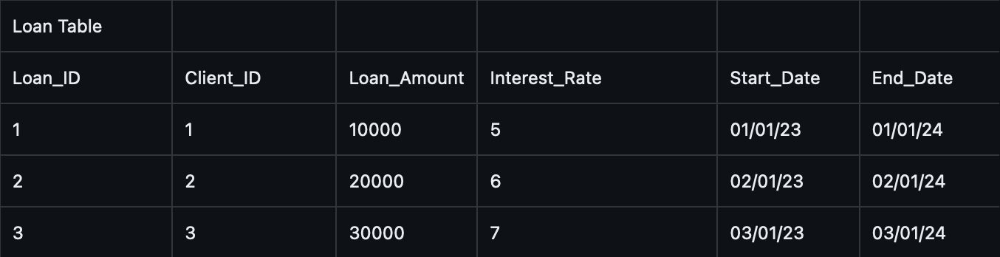 Loan Table
Loan_ID Client_ID Loan_Amount Interest_Rate Start_Date End_Date
1 1 10000 5 01/01/23 01/01/24
2 2 20000 6 02/01/23 02/01/24
3 3 30000 7 03/01/23 03/01/24